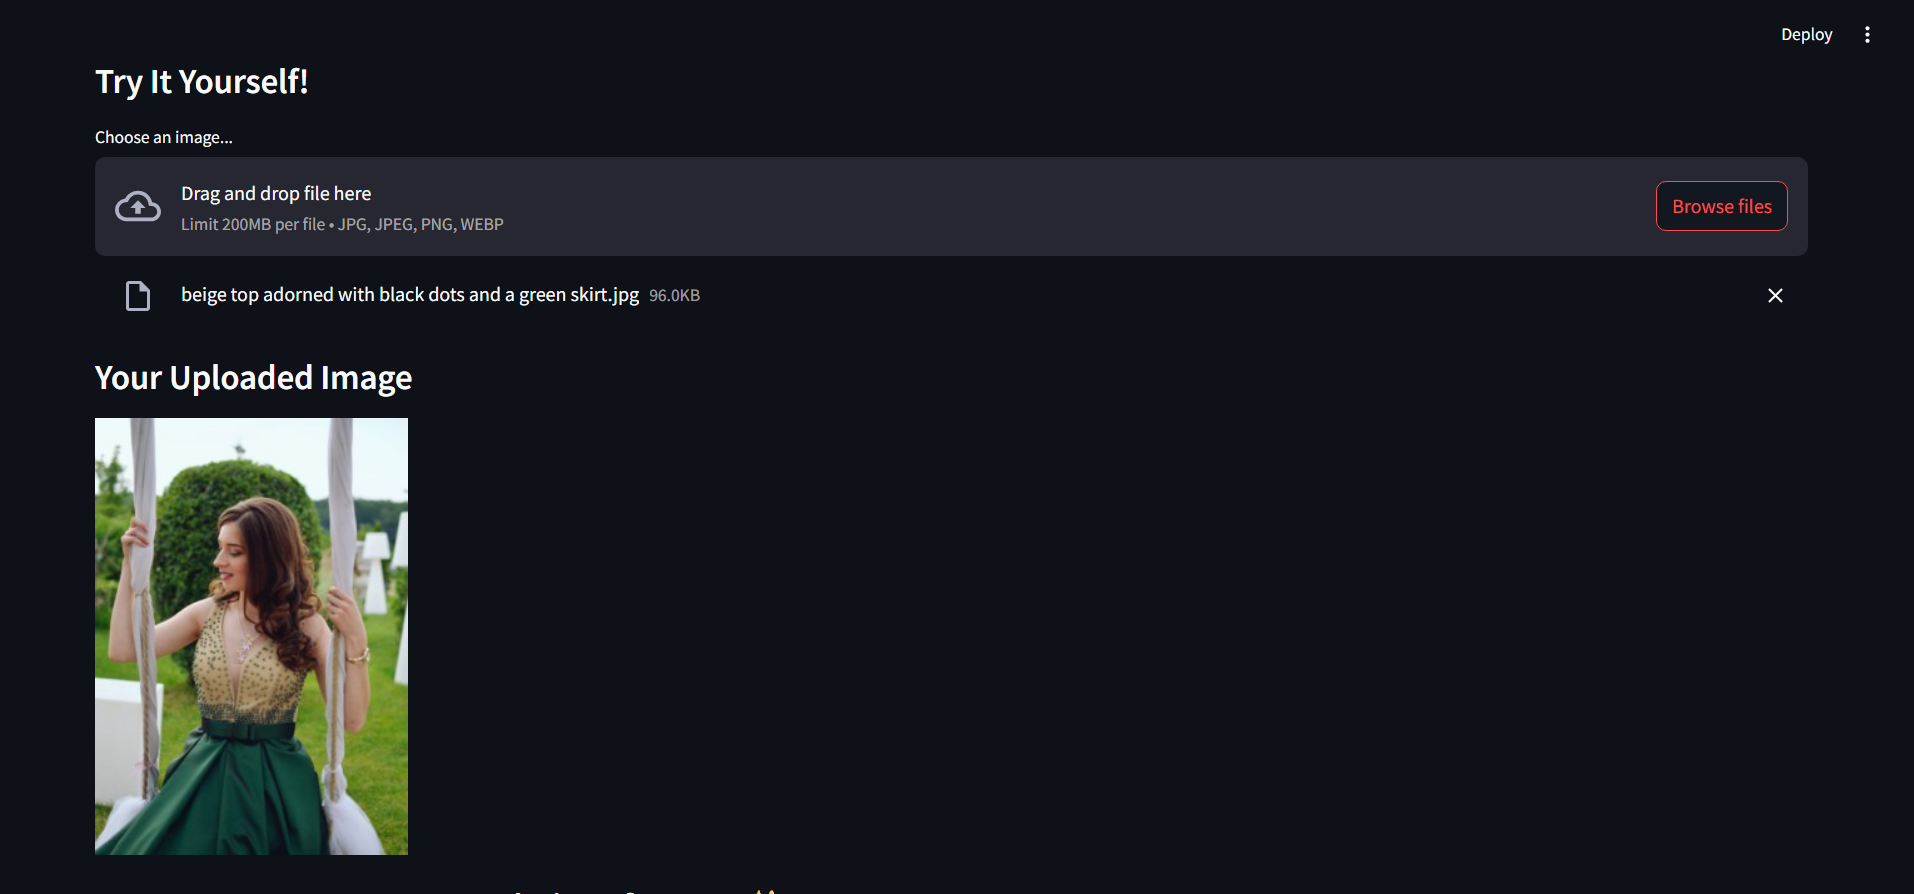 Deploy
Try It Yourself!
Choose an image...
Drag and drop file here
Limit 200MB per file • JPG, JPEG, PNG, WEBP
Browse files
beige top adorned with black dots and a green skirt.jpg 96.0KB
Your Uploaded Image